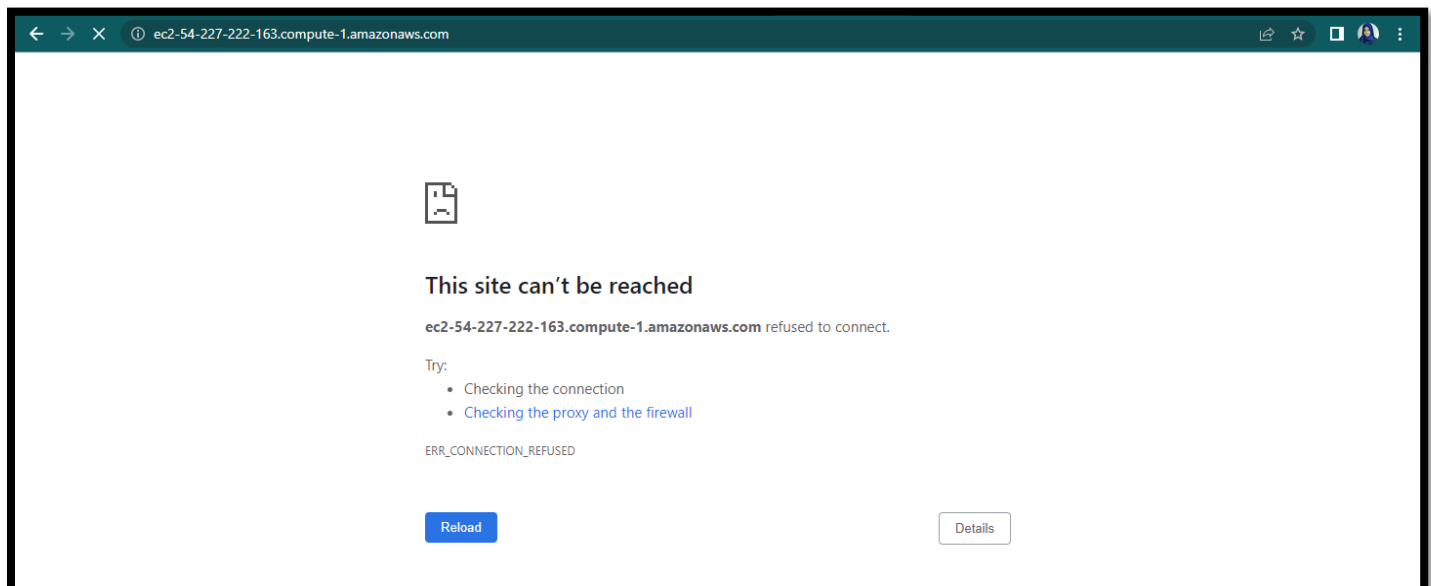 ec2-54-227-222-163.compute-1.amazonaws.com
This site can’t be reached
ec2-54-227-222-163.compute-1.amazonaws.com refused to connect.
Try:
• Checking the connection
• Checking the proxy and the firewall
ERR_CONNECTION_REFUSED
Reload
Details